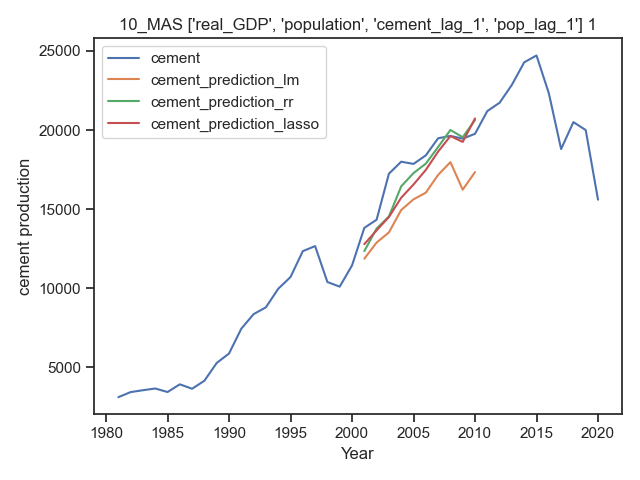 10_MAS ['real_GDP', 'population', 'cement_lag_1', 'pop_lag_1'] 1
cement
cement_prediction_lm
cement_prediction_rr
cement_prediction_lasso
cement production
25000
20000
15000
10000
5000
1980 1985 1990 1995 2000 2005 2010 2015 2020
Year